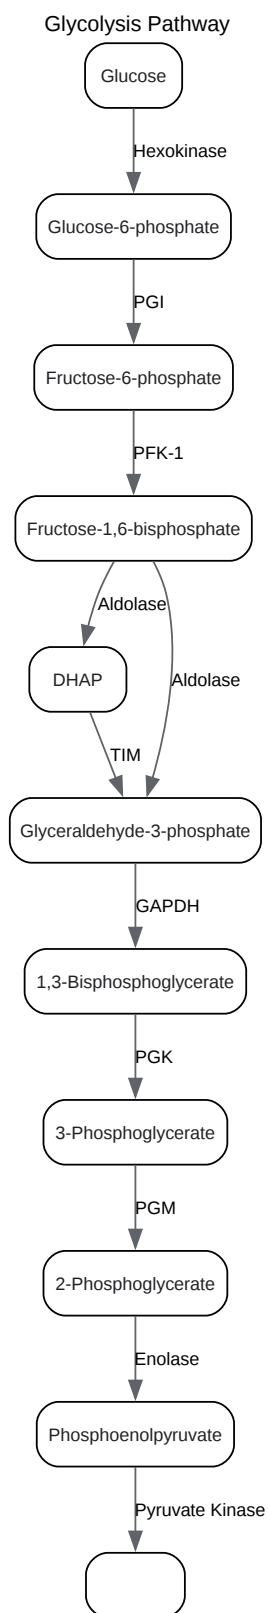 Glycolysis Pathway
Glucose
Hexokinase
Glucose-6-phosphate
PGI
Fructose-6-phosphate
PFK-1
Fructose-1,6-bisphosphate
Aldolase
DHAP
Aldolase
TIM
Glyceraldehyde-3-phosphate
GAPDH
1,3-Bisphosphoglycerate
PGK
3-Phosphoglycerate
PGM
2-Phosphoglycerate
Enolase
Phosphoenolpyruvate
Pyruvate Kinase